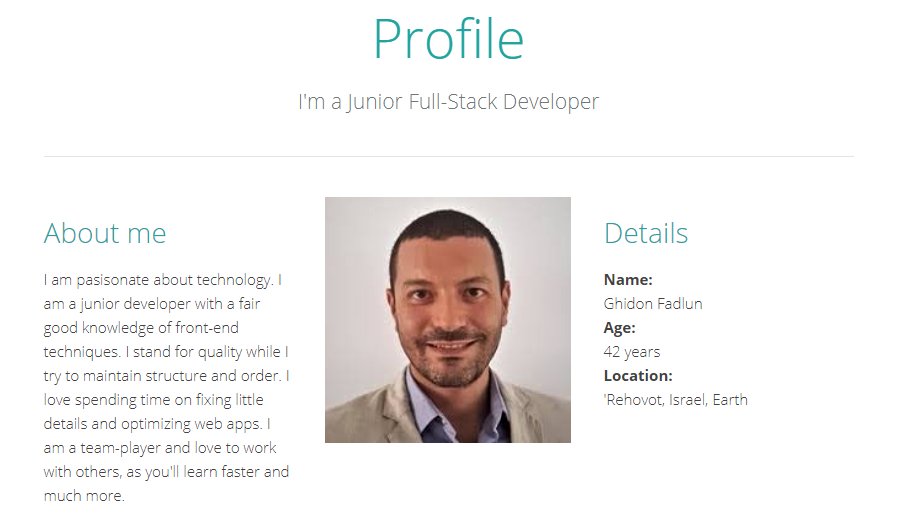 Profile
I'm a Junior Full-Stack Developer
About me
I am pasisonate about technology. I
am a junior developer with a fair
good knowledge of front-end
techniques. I stand for quality while I
try to maintain structure and order. I
love spending time on fixing little
details and optimizing web apps. I
am a team-player and love to work
with others, as you'll learn faster and
much more.
Details
Name:
Ghidon Fadlun
Age:
42 years
Location:
'Rehovot, Israel, Earth